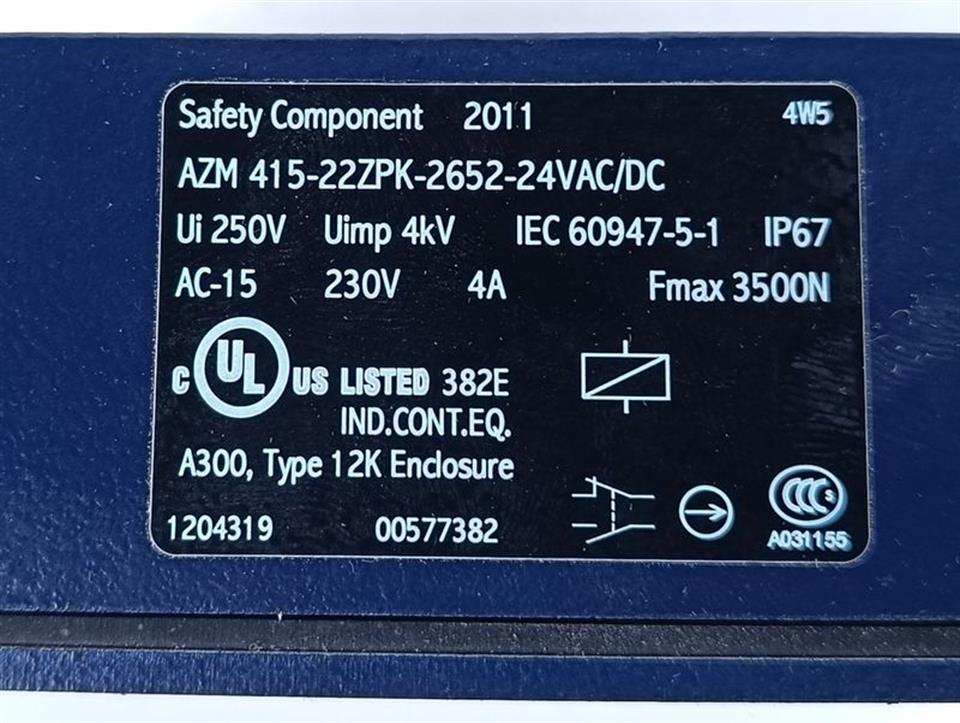 Safety Component 2011 4W5
AZM 415-22ZPK-2652-24VAC/DC
Ui 250V Uimp 4kV IEC 60947-5-1 IP67
AC-15 230V 4A Fmax 3500N
C UL US LISTED 382E
IND.CONT.EQ.
A300, Type 12K Enclosure
CCC S
1204319 00577382 A031155